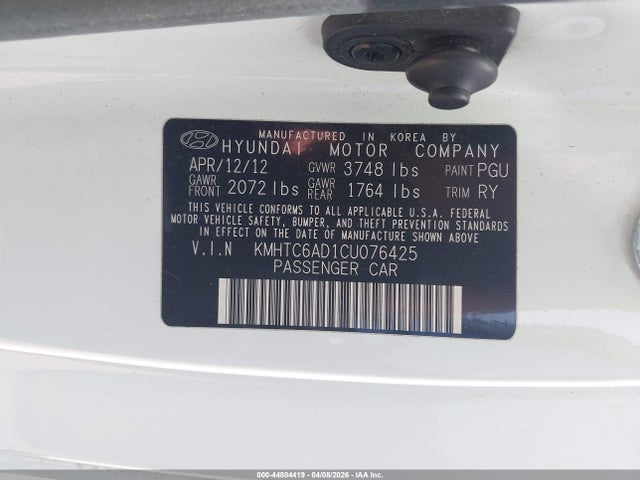 MANUFACTURED IN KOREA BY
HYUNDAI MOTOR COMPANY
APR/12/12 GVWR 3748 lbs PAINT PGU
GAWR FRONT 2072 lbs GAWR REAR 1764 lbs TRIM RY
THIS VEHICLE CONFORMS TO ALL APPLICABLE U.S.A. FEDERAL
MOTOR VEHICLE SAFETY, BUMPER, AND THEFT PREVENTION STANDARDS
IN EFFECT ON THE DATE OF MANUFACTURE SHOWN ABOVE
V.I.N KMHTC6AD1CU076425
PASSENGER CAR
000-44804419 - 04/08/2026 - IAA Inc.